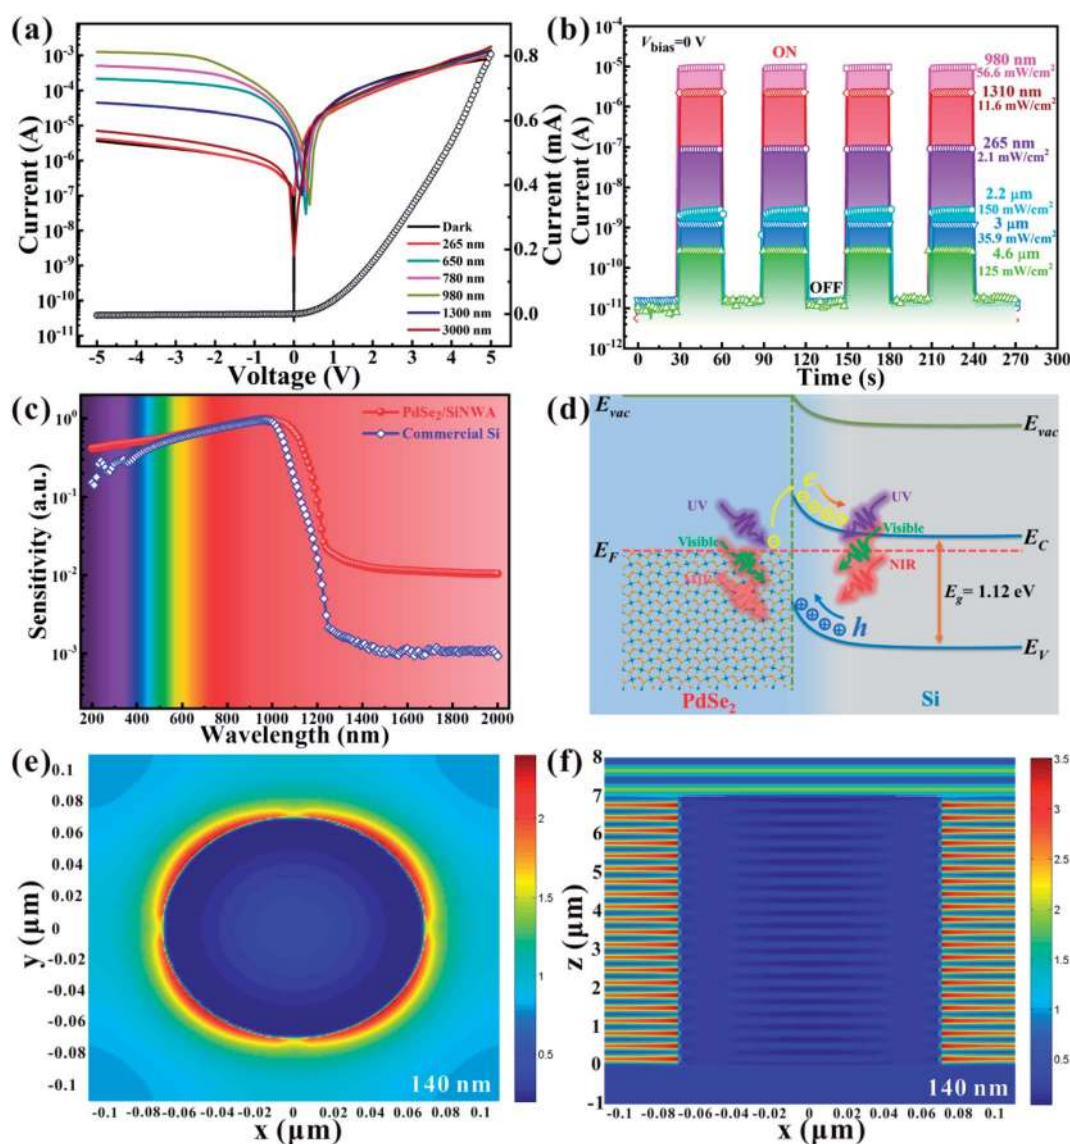 (a)
Current (A)
10⁻³
10⁻⁴
10⁻⁵
10⁻⁶
10⁻⁷
10⁻⁸
10⁻⁹
10⁻¹⁰
10⁻¹¹
Dark
265 nm
650 nm
780 nm
980 nm
1300 nm
3000 nm
0.8
0.6
0.4
0.2
0.0
Current (mA)
-5 -4 -3 -2 -1 0 1 2 3 4 5
Voltage (V)
(b)
Current (A)
10⁻⁴
10⁻⁵
10⁻⁶
10⁻⁷
10⁻⁸
10⁻⁹
10⁻¹⁰
10⁻¹¹
10⁻¹²
V_bias=0 V
ON
OFF
980 nm
56.6 mW/cm²
1310 nm
11.6 mW/cm²
265 nm
2.1 mW/cm²
2.2 μm
150 mW/cm²
3 μm
35.9 mW/cm²
4.6 μm
125 mW/cm²
0 30 60 90 120 150 180 210 240 270 300
Time (s)
(c)
Sensitivity (a.u.)
10⁰
10⁻¹
10⁻²
10⁻³
PdSe₂/SiNWA
Commercial Si
200 400 600 800 1000 1200 1400 1600 1800 2000
Wavelength (nm)
(d)
E_vac
E_vac
e
UV
UV
Visible
Visible
E_F
E_C
NIR
E_g= 1.12 eV
h
E_V
PdSe₂
Si
(e)
y (μm)
0.1
0.08
0.06
0.04
0.02
0
-0.02
-0.04
-0.06
-0.08
-0.1
140 nm
2
1.5
1
0.5
-0.1 -0.08 -0.06 -0.04 -0.02 0 0.02 0.04 0.06 0.08 0.1
x (μm)
(f)
z (μm)
8
7
6
5
4
3
2
1
0
-1
140 nm
3.5
3
2.5
2
1.5
1
0.5
-0.1 -0.08 -0.06 -0.04 -0.02 0 0.02 0.04 0.06 0.08 0.1
x (μm)